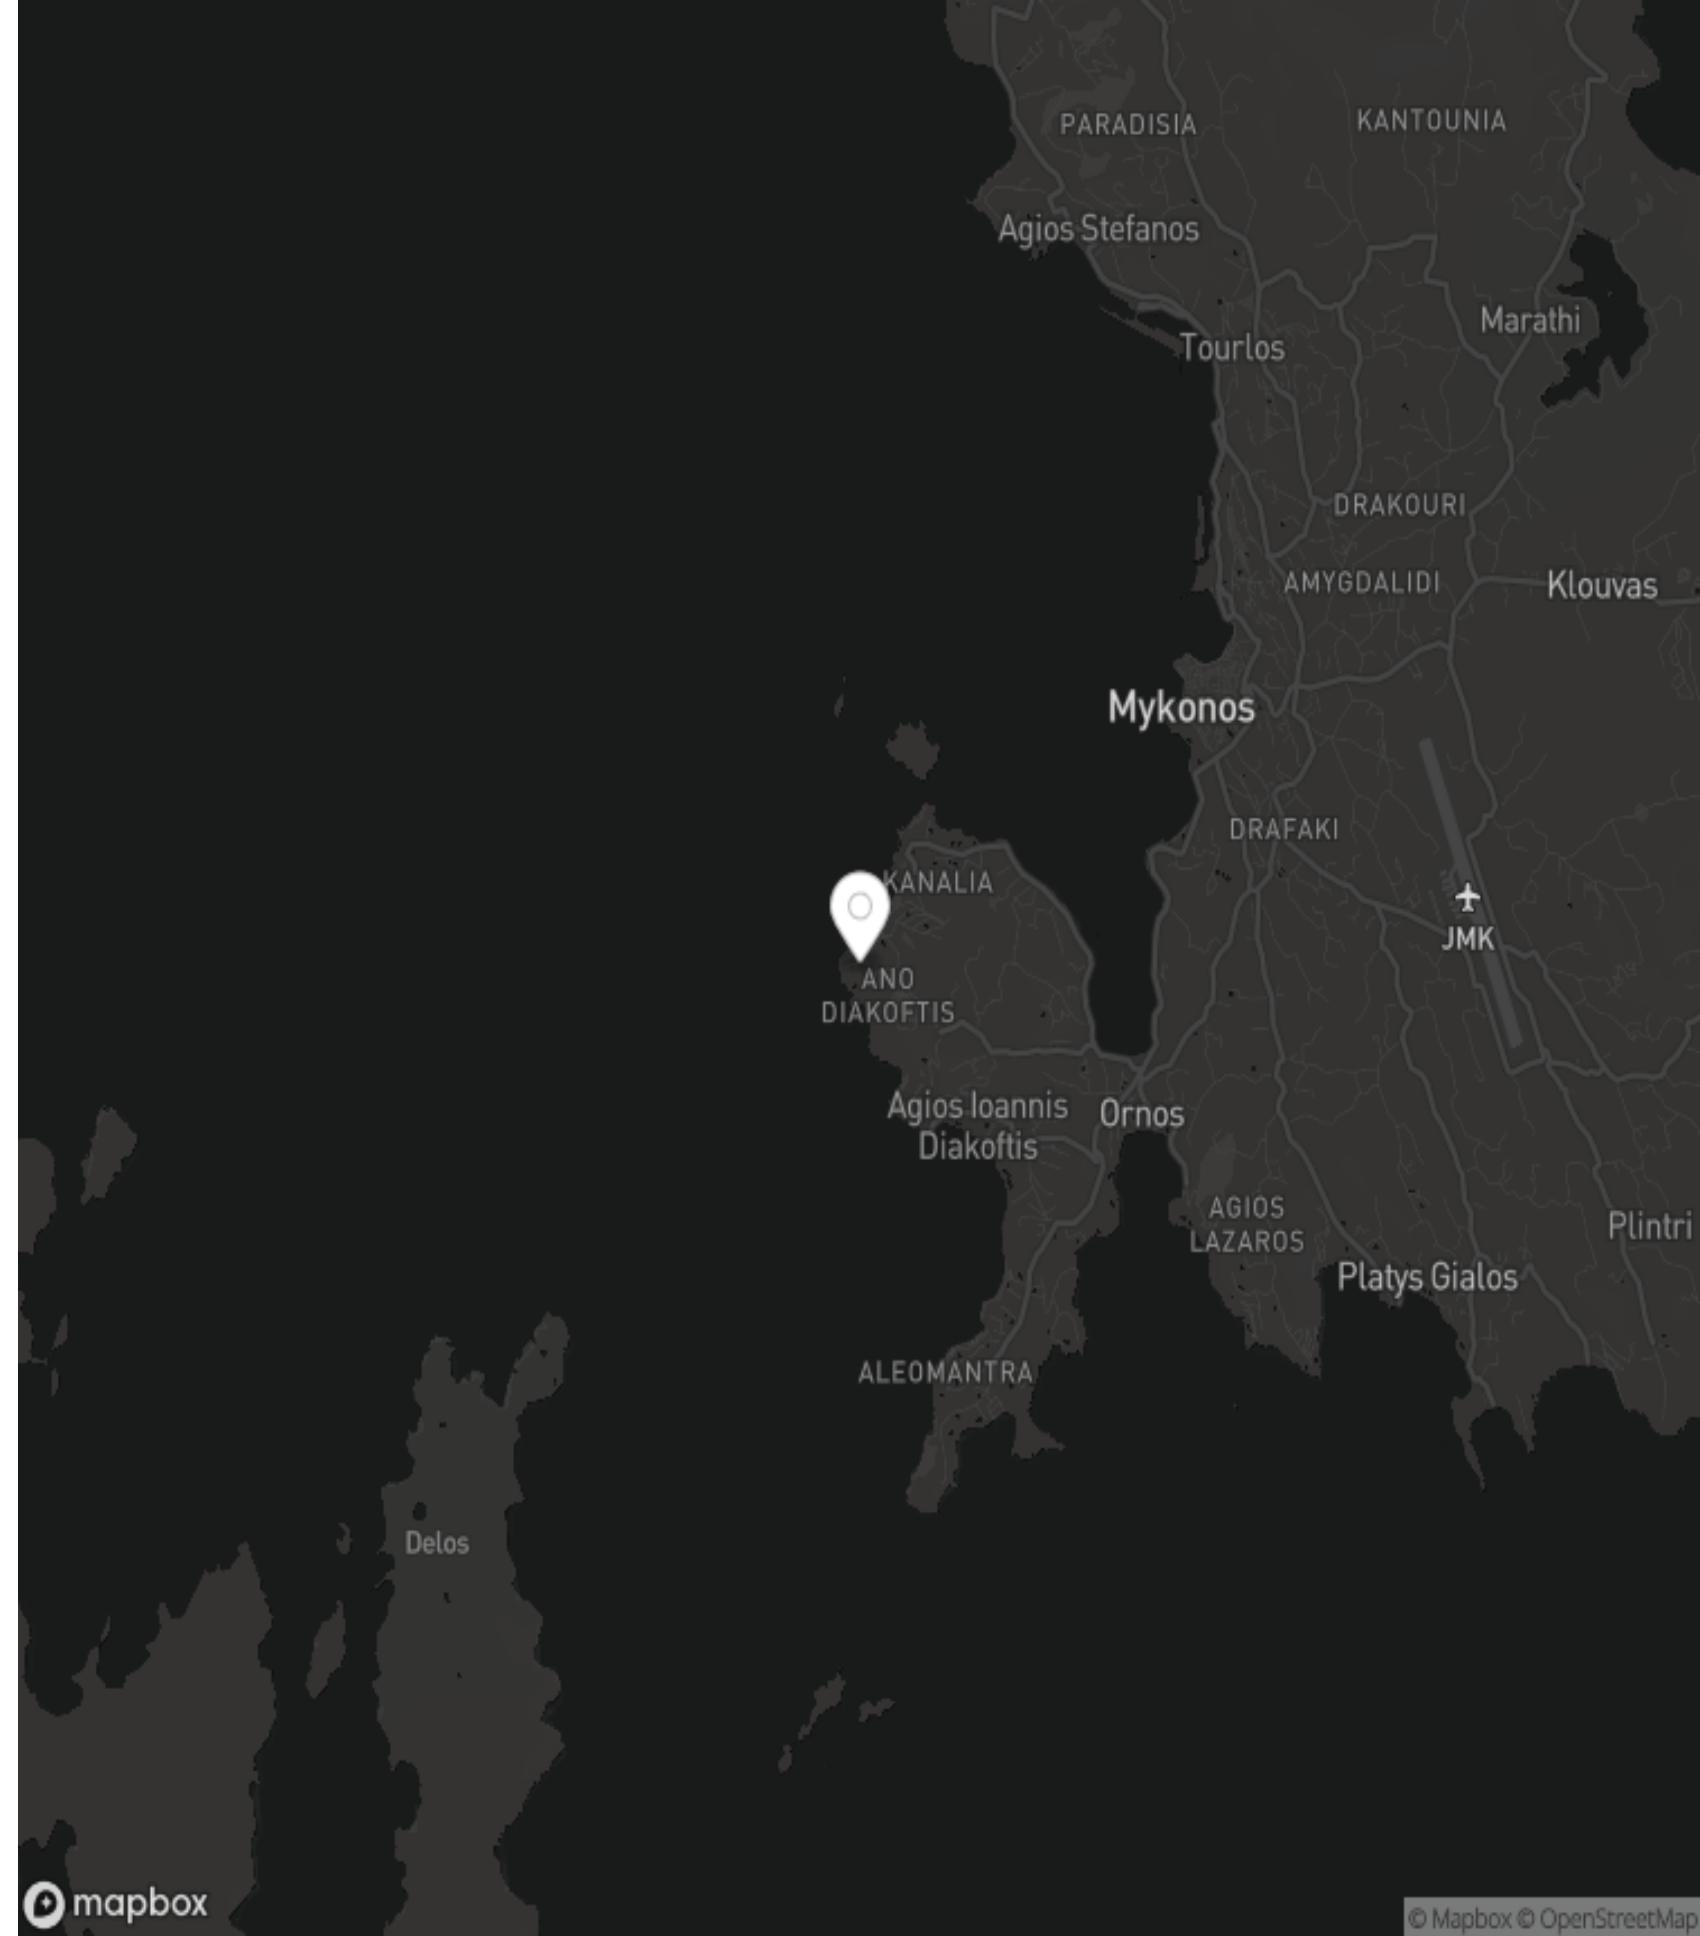 PARADISIA
KANTOUNIA
Agios Stefanos
Marathi
Tourlos
DRAKOURI
AMYGDALIDI
Klouvas
Mykonos
DRAFAKI
KANALIA
JMK
ANO
DIAKOFTIS
Agios Ioannis
Diakoftis
Ornos
AGIOS
LAZAROS
Plintri
Platys Gialos
ALEOMANTRA
Delos
mapbox
© Mapbox © OpenStreetMap